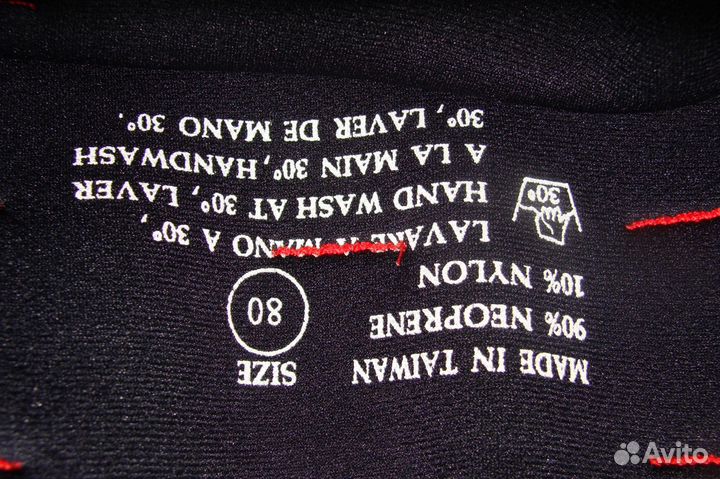 MADE IN TAIWAN
SIZE
90% NEOPRENE
10% NYLON
80
LAVARE A MANO A 30°,
30°
HAND WASH AT 30°, LAVER
A LA MAIN 30°, HANDWASH
30°, LAVER DE MANO 30°.
Avito